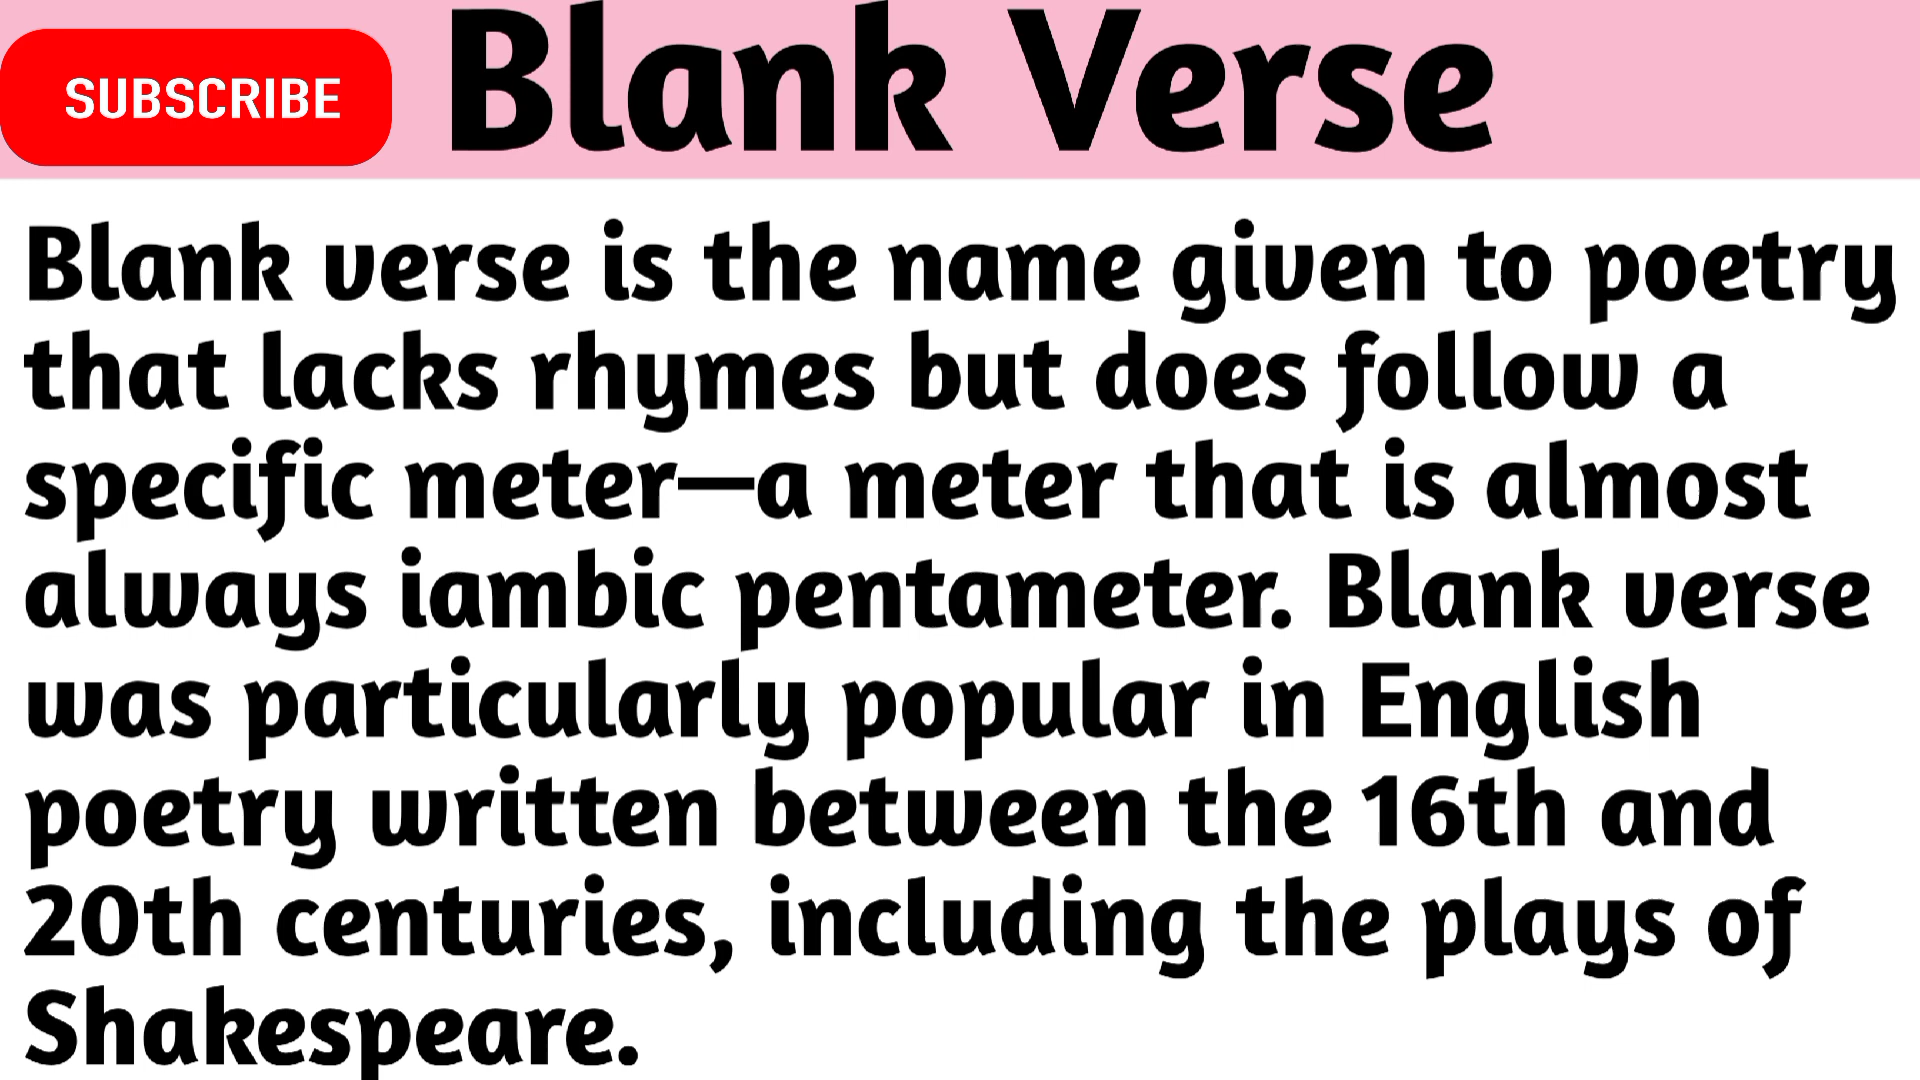 Blank Verse
SUBSCRIBE
Blank verse is the name given to poetry
that lacks rhymes but does follow a
specific meter—a meter that is almost
always iambic pentameter. Blank verse
was particularly popular in English
poetry written between the 16th and
20th centuries, including the plays of
Shakespeare.